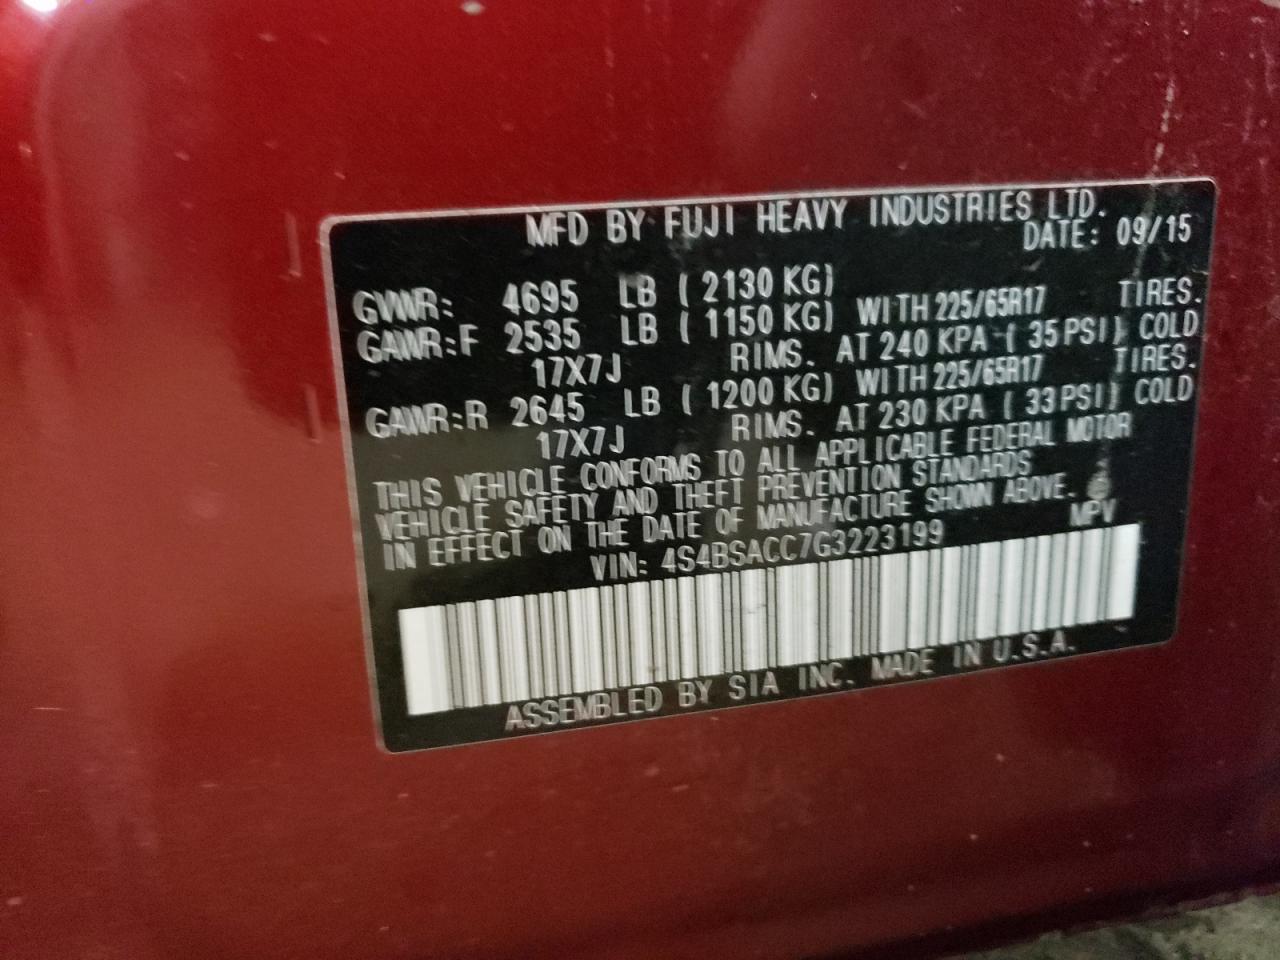 MFD BY FUJI HEAVY INDUSTRIES LTD.
DATE: 09/15
GVWR: 4695 LB ( 2130 KG)
GAWR:F 2535 LB ( 1150 KG) WITH 225/65R17 TIRES.
17X7J RIMS. AT 240 KPA ( 35 PSI) COLD
GAWR:R 2645 LB ( 1200 KG) WITH 225/65R17 TIRES.
17X7J RIMS. AT 230 KPA ( 33 PSI) COLD
THIS VEHICLE CONFORMS TO ALL APPLICABLE FEDERAL MOTOR
VEHICLE SAFETY AND THEFT PREVENTION STANDARDS
IN EFFECT ON THE DATE OF MANUFACTURE SHOWN ABOVE.
VIN: 4S4BSACC7G3223199 MPV
ASSEMBLED BY SIA INC. MADE IN U.S.A.